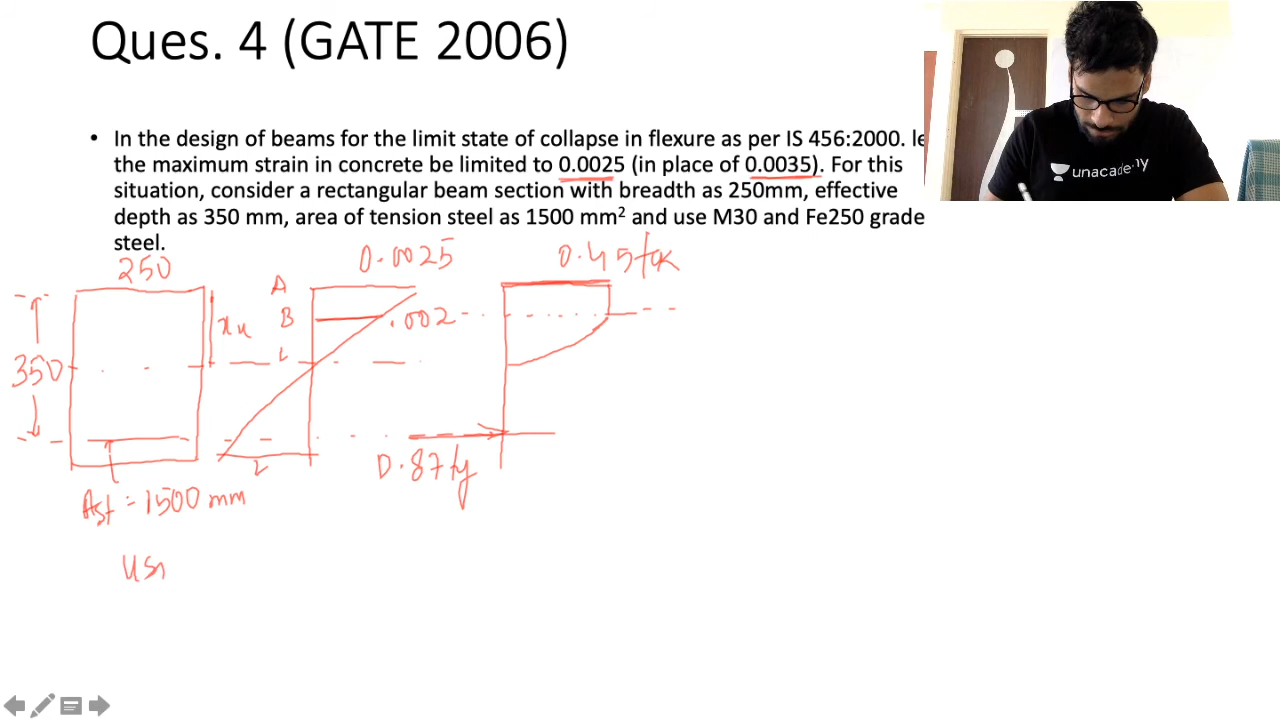 Ques. 4 (GATE 2006)
• In the design of beams for the limit state of collapse in flexure as per IS 456:2000. le
the maximum strain in concrete be limited to 0.0025 (in place of 0.0035). For this
situation, consider a rectangular beam section with breadth as 250mm, effective
depth as 350 mm, area of tension steel as 1500 mm² and use M30 and Fe250 grade
steel.
unacademy
250
0.0025
0.45fck
A
xu
B
.002
350
0.87fy
Ast = 1500 mm
usi